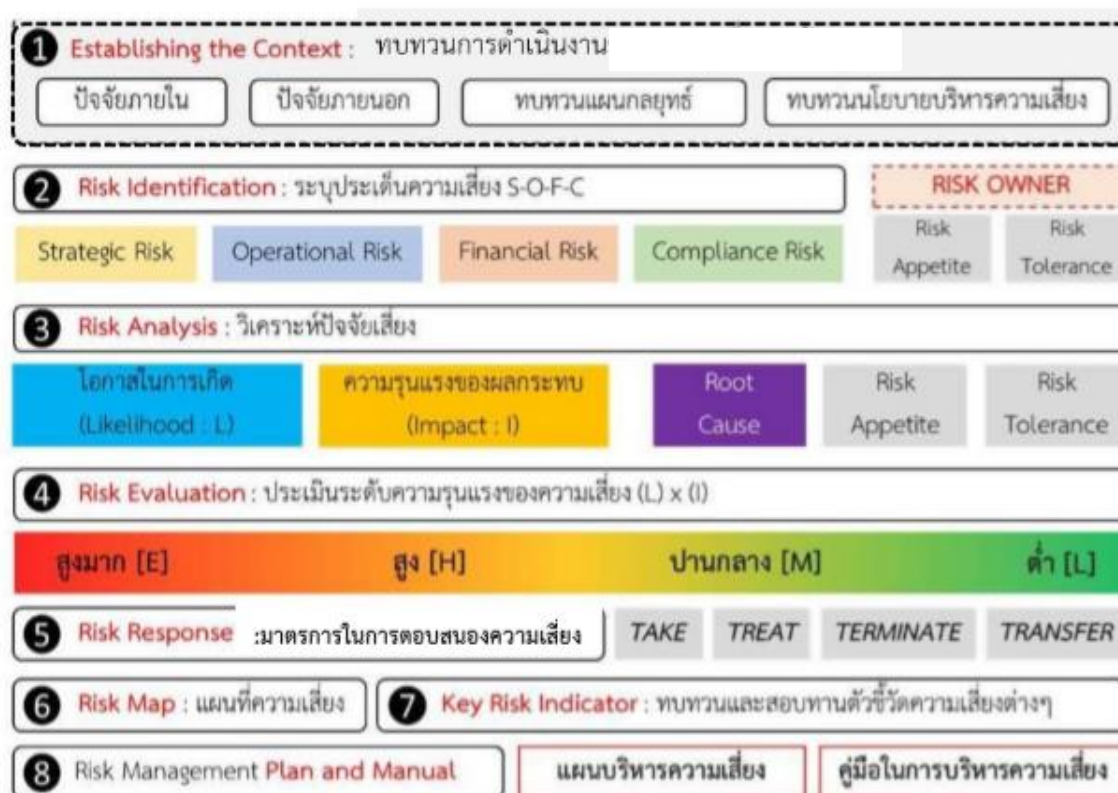 1 Establishing the Context : ทบทวนการดำเนินงาน
ปัจจัยภายใน ปัจจัยภายนอก ทบทวนแผนกลยุทธ์ ทบทวนนโยบายบริหารความเสี่ยง
2 Risk Identification : ระบุประเด็นความเสี่ยง S-O-F-C RISK OWNER
Strategic Risk Operational Risk Financial Risk Compliance Risk Risk Appetite Risk Tolerance
3 Risk Analysis : วิเคราะห์ปัจจัยเสี่ยง
โอกาสในการเกิด ความรุนแรงของผลกระทบ Root Risk Risk
(Likelihood : L) (Impact : I) Cause Appetite Tolerance
4 Risk Evaluation : ประเมินระดับความรุนแรงของความเสี่ยง (L) x (I)
สูงมาก [E] สูง [H] ปานกลาง [M] ต่ำ [L]
5 Risk Response :มาตรการในการตอบสนองความเสี่ยง TAKE TREAT TERMINATE TRANSFER
6 Risk Map : แผนที่ความเสี่ยง 7 Key Risk Indicator : ทบทวนและสอบทานตัวชี้วัดความเสี่ยงต่างๆ
8 Risk Management Plan and Manual แผนบริหารความเสี่ยง คู่มือในการบริหารความเสี่ยง